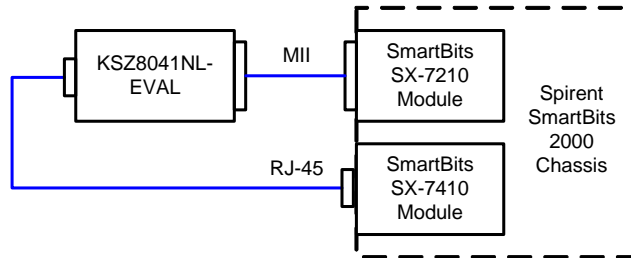 KSZ8041NL-
EVAL
MII
SmartBits
SX-7210
Module
Spirent
SmartBits
2000
Chassis
RJ-45
SmartBits
SX-7410
Module